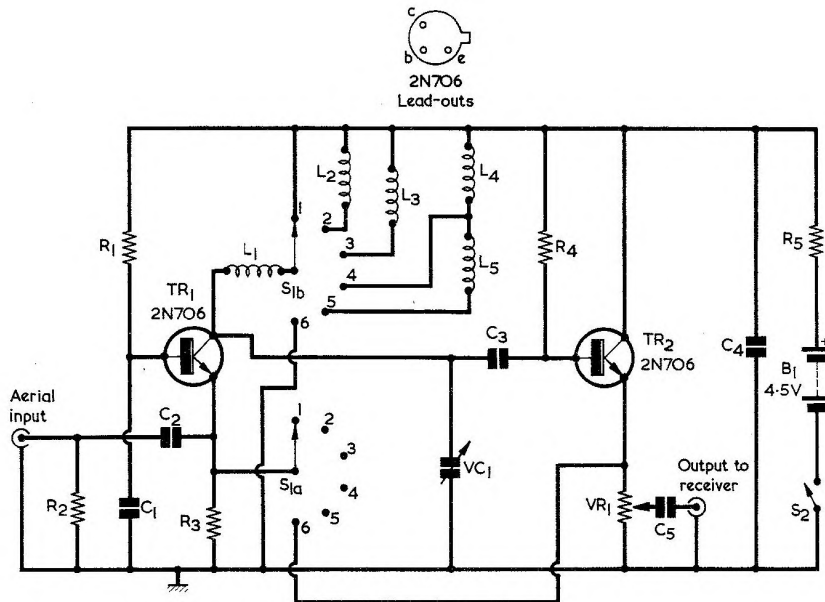 c
b e
2N706
Lead-outs
L2
L3
L4
R1
L1
1
2
3
4
5
6
S1b
L5
R4
R5
TR1
2N706
C3
TR2
2N706
C4
+
B1
4·5V
Aerial
input
C2
1
2
3
4
5
6
S1a
VC1
Output to
receiver
R2
C1
R3
VR1
C5
S2